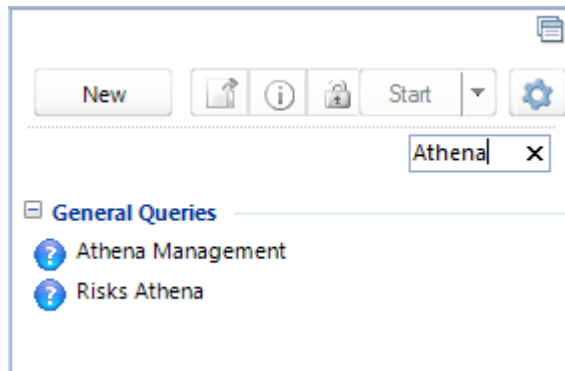 New Start
Athena
General Queries
Athena Management
Risks Athena